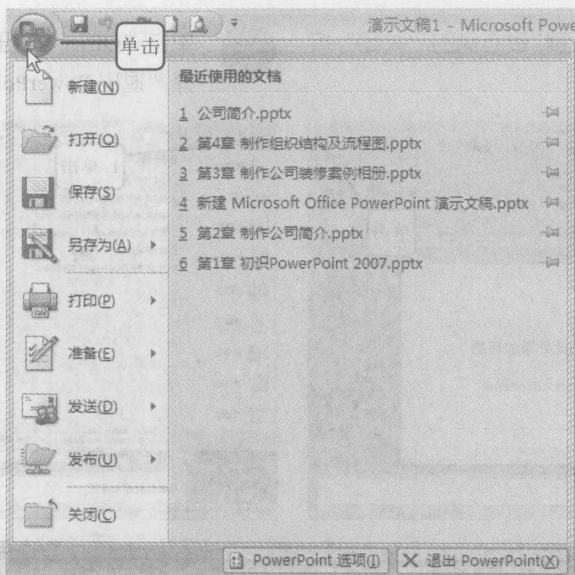 演示文稿1 - Microsoft Powe
单击
最近使用的文档
新建(N)
1 公司简介.pptx
打开(O)
2 第4章 制作组织结构及流程图.pptx
3 第3章 制作公司装修案例相册.pptx
保存(S)
4 新建 Microsoft Office PowerPoint 演示文稿.pptx
5 第2章 制作公司简介.pptx
另存为(A)
6 第1章 初识PowerPoint 2007.pptx
打印(P)
准备(E)
发送(D)
发布(U)
关闭(C)
PowerPoint 选项(I)
退出 PowerPoint(X)